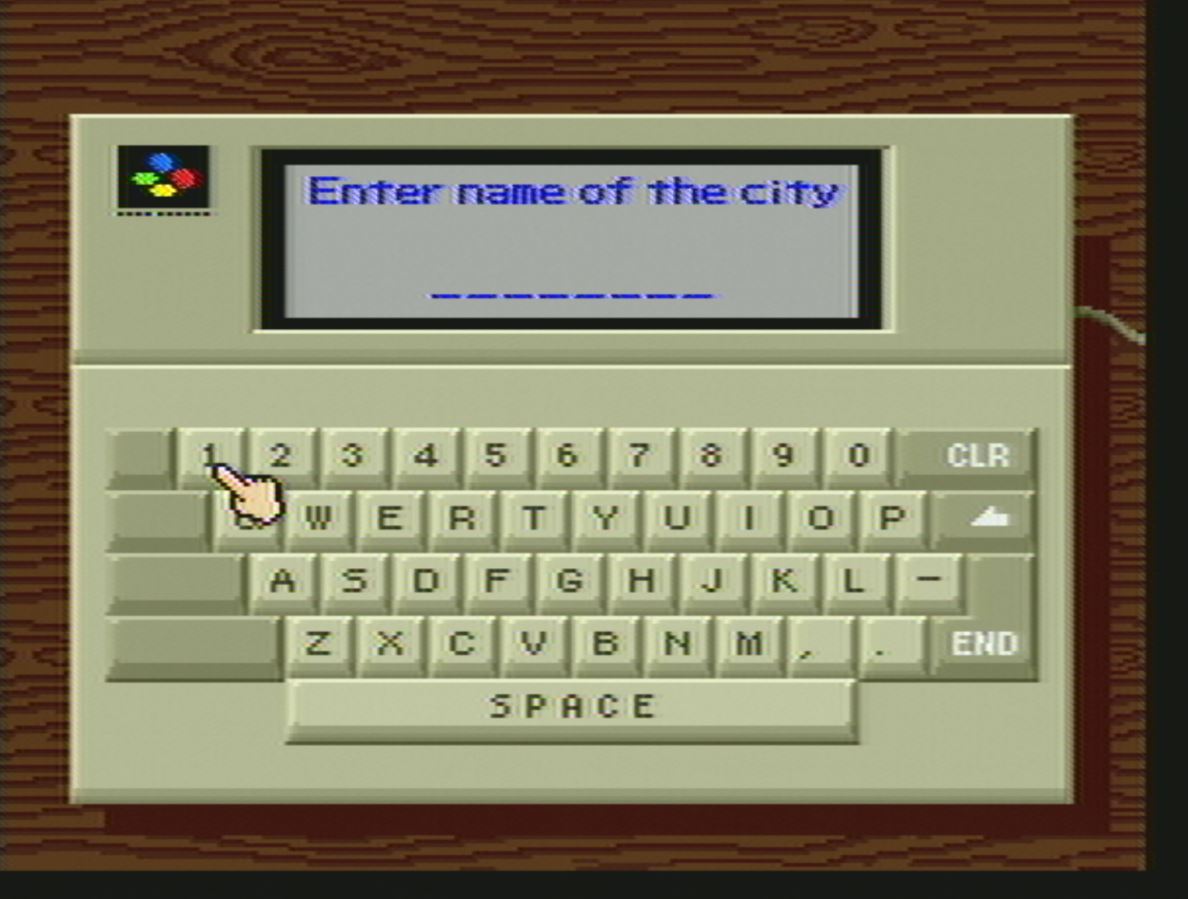 Enter name of the city
1 2 3 4 5 6 7 8 9 0 CLR
W E R T Y U I O P
A S D F G H J K L -
Z X C V B N M , . END
SPACE